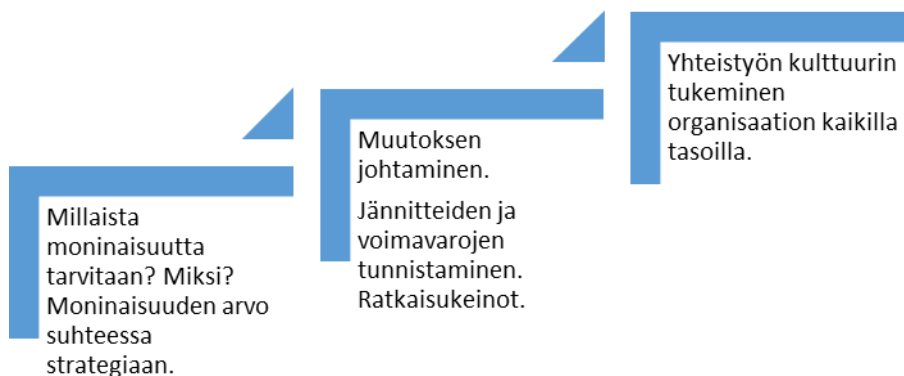 Millaista
moninaisuutta
tarvitaan? Miksi?
Moninaisuuden arvo
suhteessa
strategiaan.
Muutoksen
johtaminen.
Jännitteiden ja
voimavarojen
tunnistaminen.
Ratkaisukeinot.
Yhteistyön kulttuurin
tukeminen
organisaation kaikilla
tasoilla.